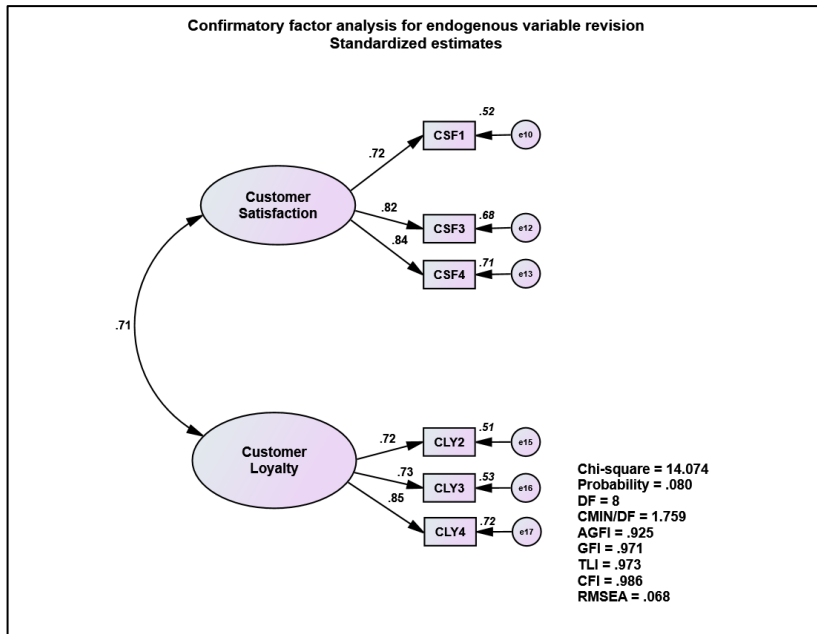 Confirmatory factor analysis for endogenous variable revision
Standardized estimates
.52
CSF1
e10
.72
Customer
Satisfaction
.82
.68
CSF3
e12
.84
.71
CSF4
e13
.71
Customer
Loyalty
.72
.51
CLY2
e15
.73
.53
CLY3
e16
.85
.72
CLY4
e17
Chi-square = 14.074
Probability = .080
DF = 8
CMIN/DF = 1.759
AGFI = .925
GFI = .971
TLI = .973
CFI = .986
RMSEA = .068